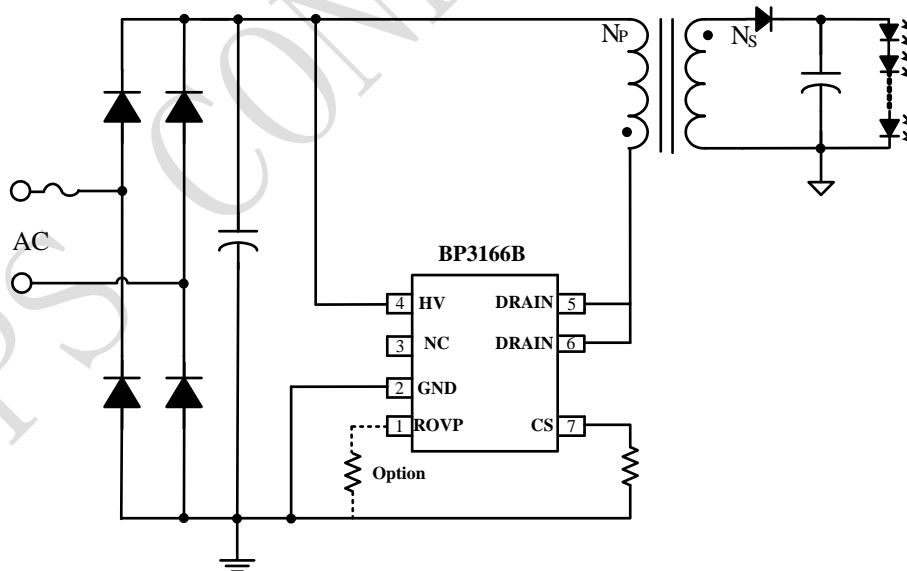 NP
NS
AC
BP3166B
4 HV DRAIN 5
3 NC DRAIN 6
2 GND
1 ROVP CS 7
Option